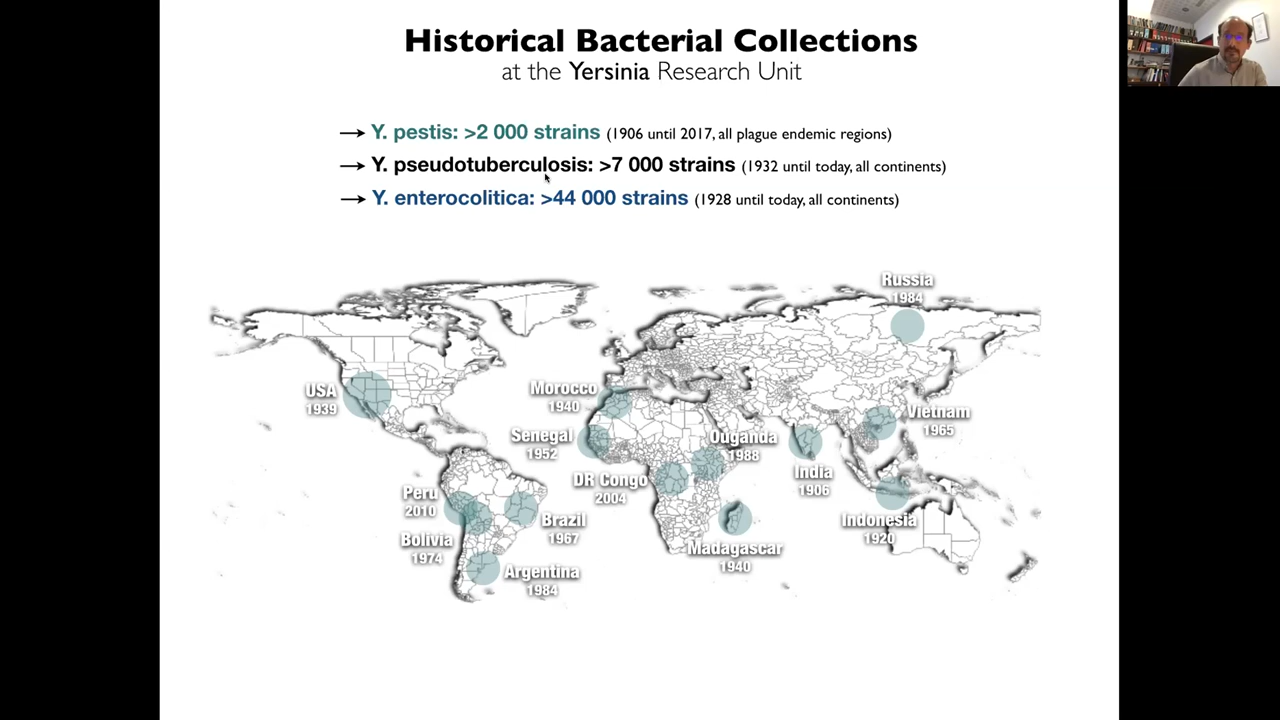 Historical Bacterial Collections
at the Yersinia Research Unit
→ Y. pestis: >2 000 strains (1906 until 2017, all plague endemic regions)
→ Y. pseudotuberculosis: >7 000 strains (1932 until today, all continents)
→ Y. enterocolitica: >44 000 strains (1928 until today, all continents)
Russia
1984
USA
1939
Morocco
1940
Vietnam
1965
Senegal
1952
Ouganda
1988
India
1906
DR Congo
2004
Peru
2010
Brazil
1967
Indonesia
1920
Bolivia
1974
Madagascar
1940
Argentina
1984